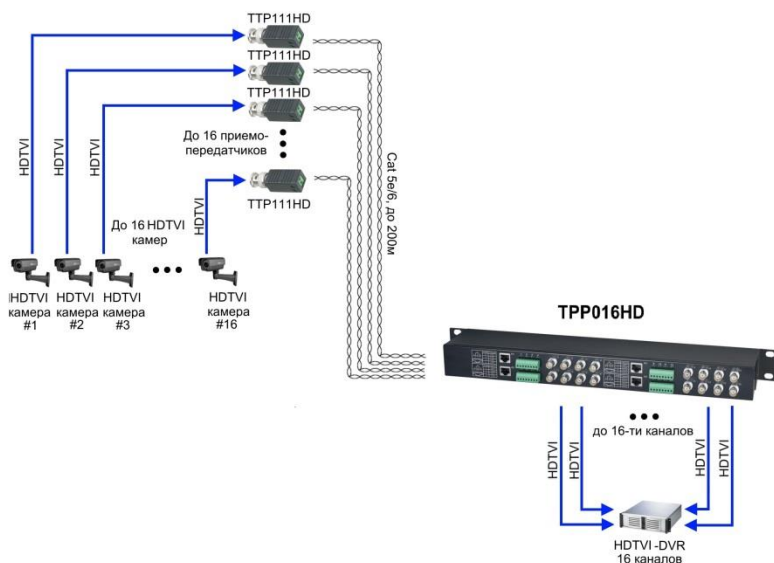 TTP111HD
TTP111HD
TTP111HD
До 16 приемо-
передатчиков
TTP111HD
HDTVI
HDTVI
HDTVI
HDTVI
До 16 HDTVI
камер
Cat 5e/6, до 200м
HDTVI
камера
#1
HDTVI
камера
#2
HDTVI
камера
#3
HDTVI
камера
#16
TPP016HD
до 16-ти каналов
HDTVI
HDTVI
HDTVI
HDTVI
HDTVI -DVR
16 каналов